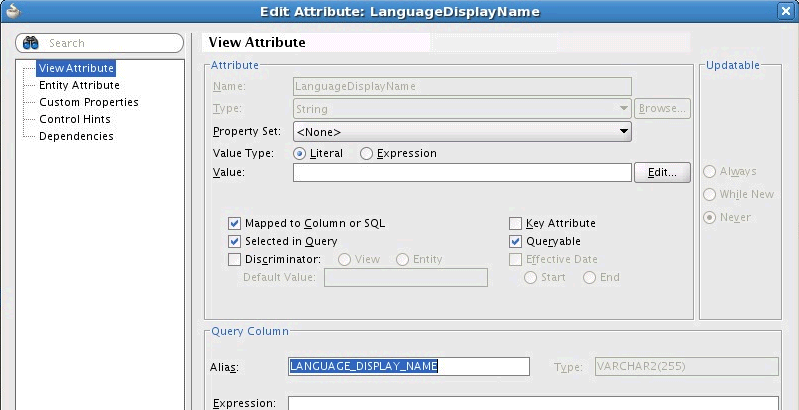 Edit Attribute: LanguageDisplayName
Search
View Attribute
Entity Attribute
Custom Properties
Control Hints
Dependencies
View Attribute
Attribute
Name: LanguageDisplayName
Type: String Browse...
Property Set: <None>
Value Type: Literal Expression
Value: Edit...
Mapped to Column or SQL Key Attribute
Selected in Query Queryable
Discriminator: View Entity Effective Date
Default Value: Start End
Updatable
Always
While New
Never
Query Column
Alias: LANGUAGE_DISPLAY_NAME Type: VARCHAR2(255)
Expression: